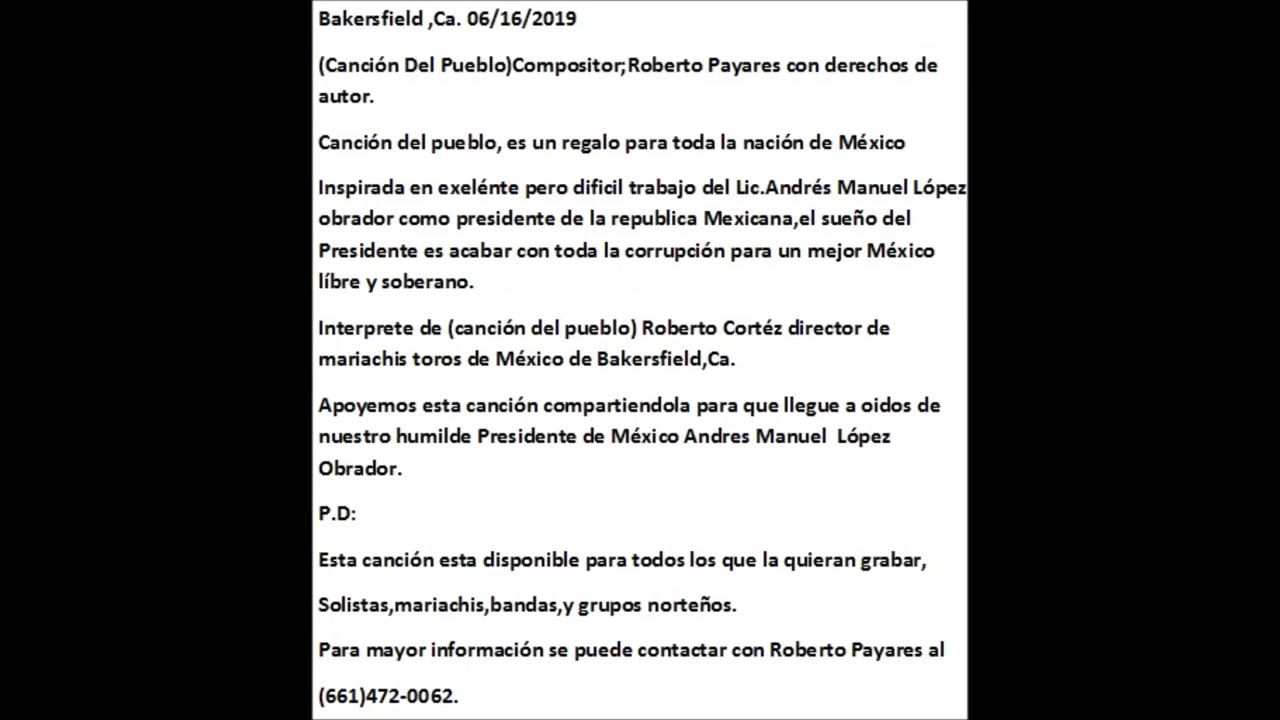 Bakersfield ,Ca. 06/16/2019
(Canción Del Pueblo)Compositor;Roberto Payares con derechos de
autor.
Canción del pueblo, es un regalo para toda la nación de México
Inspirada en exelénte pero dificil trabajo del Lic.Andrés Manuel López
obrador como presidente de la republica Mexicana,el sueño del
Presidente es acabar con toda la corrupción para un mejor México
líbre y soberano.
Interprete de (canción del pueblo) Roberto Cortéz director de
mariachis toros de México de Bakersfield,Ca.
Apoyemos esta canción compartiendola para que llegue a oidos de
nuestro humilde Presidente de México Andres Manuel  López
Obrador.
P.D:
Esta canción esta disponible para todos los que la quieran grabar,
Solistas,mariachis,bandas,y grupos norteños.
Para mayor información se puede contactar con Roberto Payares al
(661)472-0062.